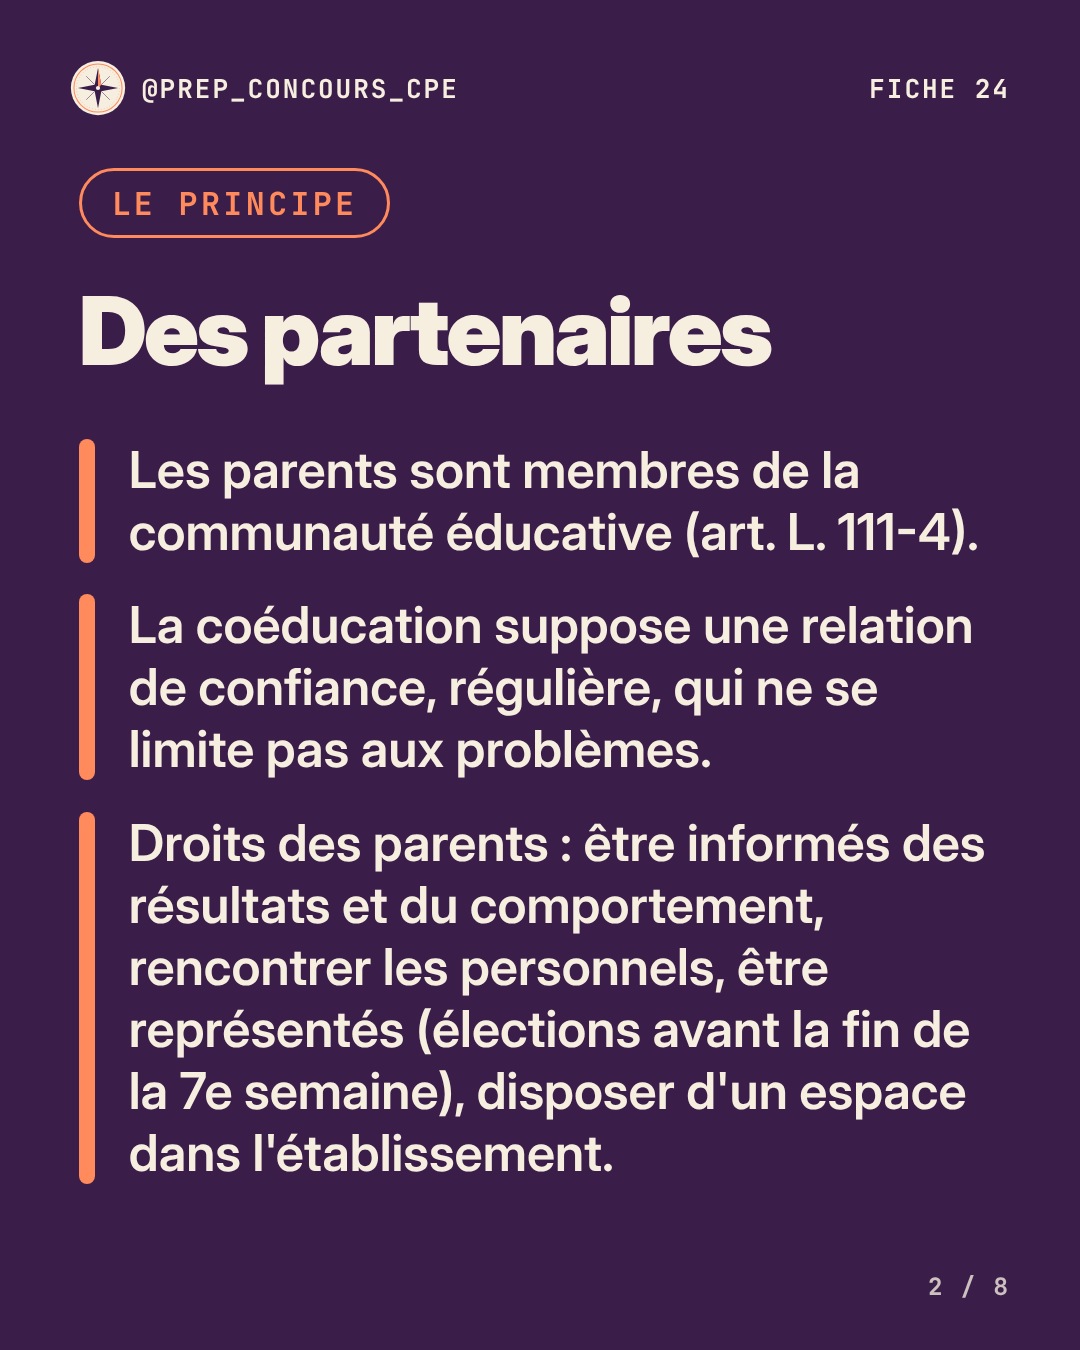 @PREP_CONCOURS_CPE
FICHE 24
LE PRINCIPE
Des partenaires
Les parents sont membres de la
communauté éducative (art. L. 111-4).
La coéducation suppose une relation
de confiance, régulière, qui ne se
limite pas aux problèmes.
Droits des parents : être informés des
résultats et du comportement,
rencontrer les personnels, être
représentés (élections avant la fin de
la 7e semaine), disposer d'un espace
dans l'établissement.
2 / 8